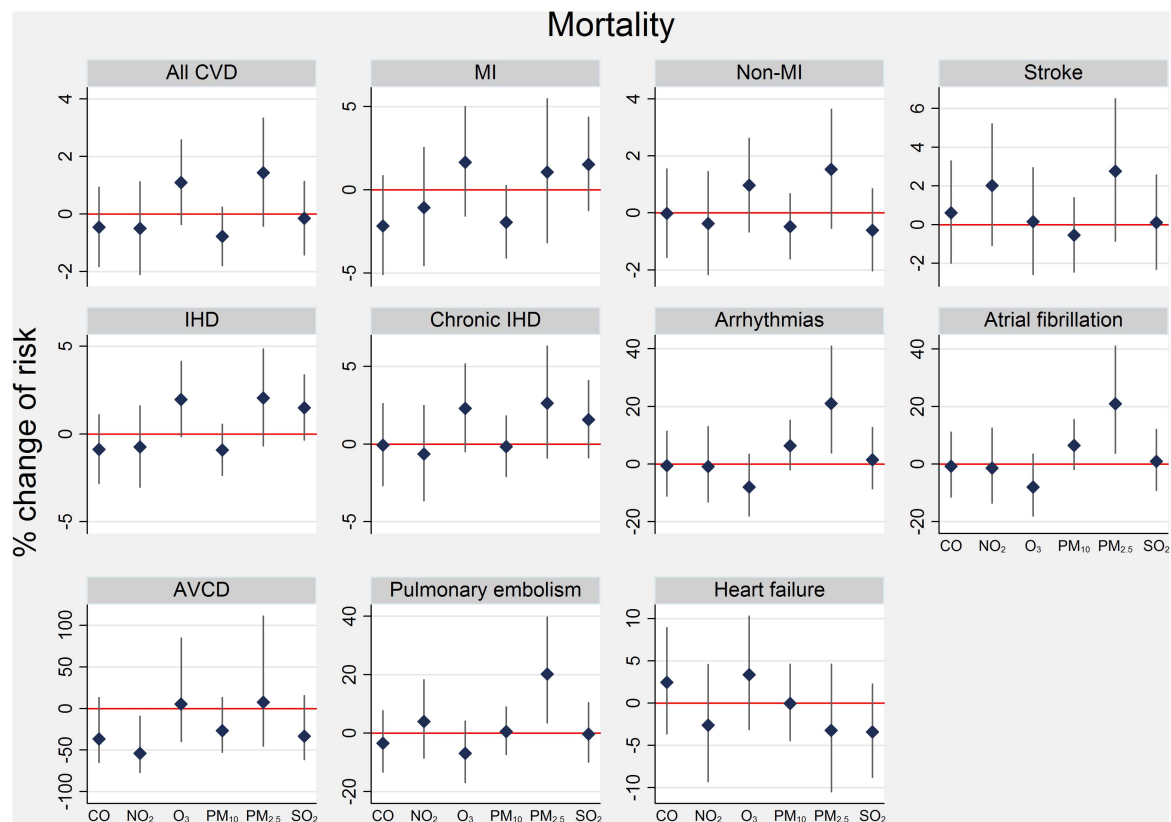 Mortality
All CVD
MI
Non-MI
Stroke
4
2
0
-2
5
0
-5
4
2
0
-2
6
4
2
0
-2
% change of risk
IHD
Chronic IHD
Arrhythmias
Atrial fibrillation
5
0
-5
5
0
-5
40
20
0
-20
40
20
0
-20
CO NO₂ O₃ PM₁₀ PM₂.₅ SO₂
AVCD
Pulmonary embolism
Heart failure
100
50
0
-50
-100
40
20
0
-20
10
5
0
-5
-10
CO NO₂ O₃ PM₁₀ PM₂.₅ SO₂
CO NO₂ O₃ PM₁₀ PM₂.₅ SO₂
CO NO₂ O₃ PM₁₀ PM₂.₅ SO₂